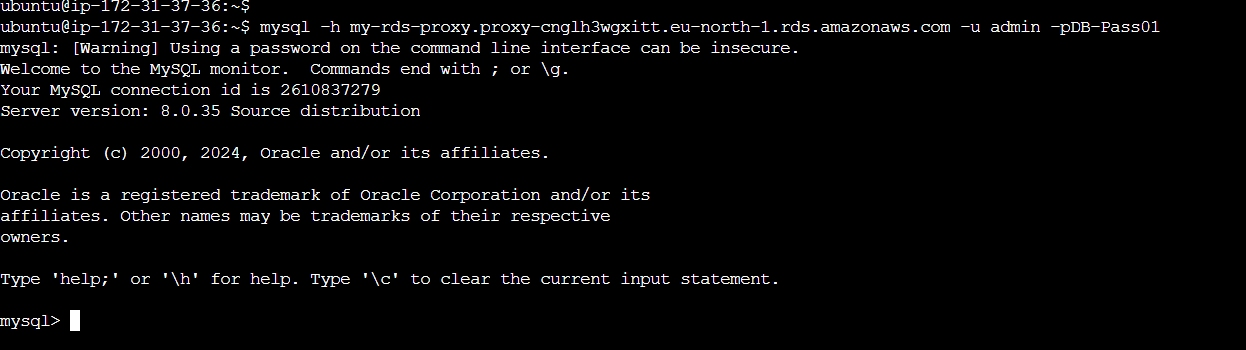 ubuntu@ip-172-31-37-36:~$
ubuntu@ip-172-31-37-36:~$ mysql -h my-rds-proxy.proxy-cnglh3wgxitt.eu-north-1.rds.amazonaws.com -u admin -pDB-Pass01
mysql: [Warning] Using a password on the command line interface can be insecure.
Welcome to the MySQL monitor.  Commands end with ; or \g.
Your MySQL connection id is 2610837279
Server version: 8.0.35 Source distribution
Copyright (c) 2000, 2024, Oracle and/or its affiliates.
Oracle is a registered trademark of Oracle Corporation and/or its
affiliates. Other names may be trademarks of their respective
owners.
Type 'help;' or '\h' for help. Type '\c' to clear the current input statement.
mysql>